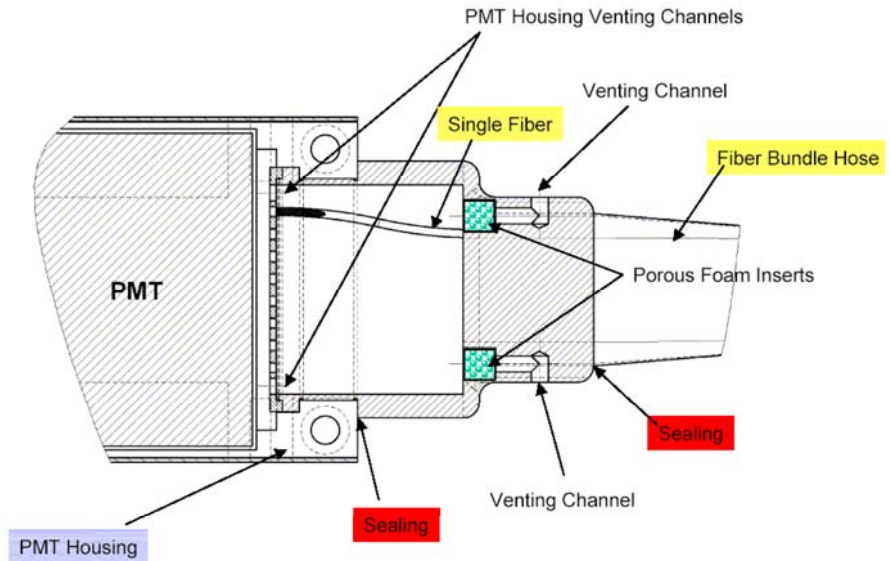 PMT Housing Venting Channels
Venting Channel
Single Fiber
Fiber Bundle Hose
PMT
Porous Foam Inserts
Sealing
Venting Channel
Sealing
PMT Housing